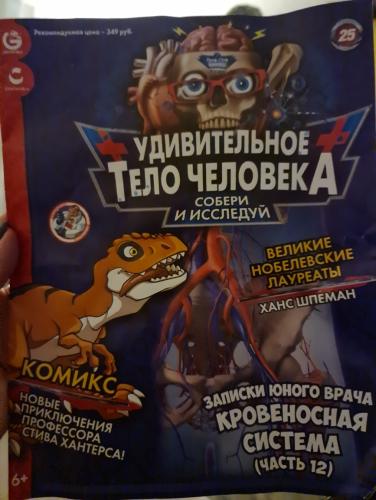 Рекомендуемая цена – 349 руб.
25
УДИВИТЕЛЬНОЕ
ТЕЛО ЧЕЛОВЕКА
СОБЕРИ
И ИССЛЕДУЙ
ВЕЛИКИЕ
НОБЕЛЕВСКИЕ
ЛАУРЕАТЫ
ХАНС ШПЕМАН
КОМИКС
НОВЫЕ
ПРИКЛЮЧЕНИЯ
ПРОФЕССОРА
СТИВА ХАНТЕРСА!
ЗАПИСКИ ЮНОГО ВРАЧА
КРОВЕНОСНАЯ
СИСТЕМА
(ЧАСТЬ 12)
6+